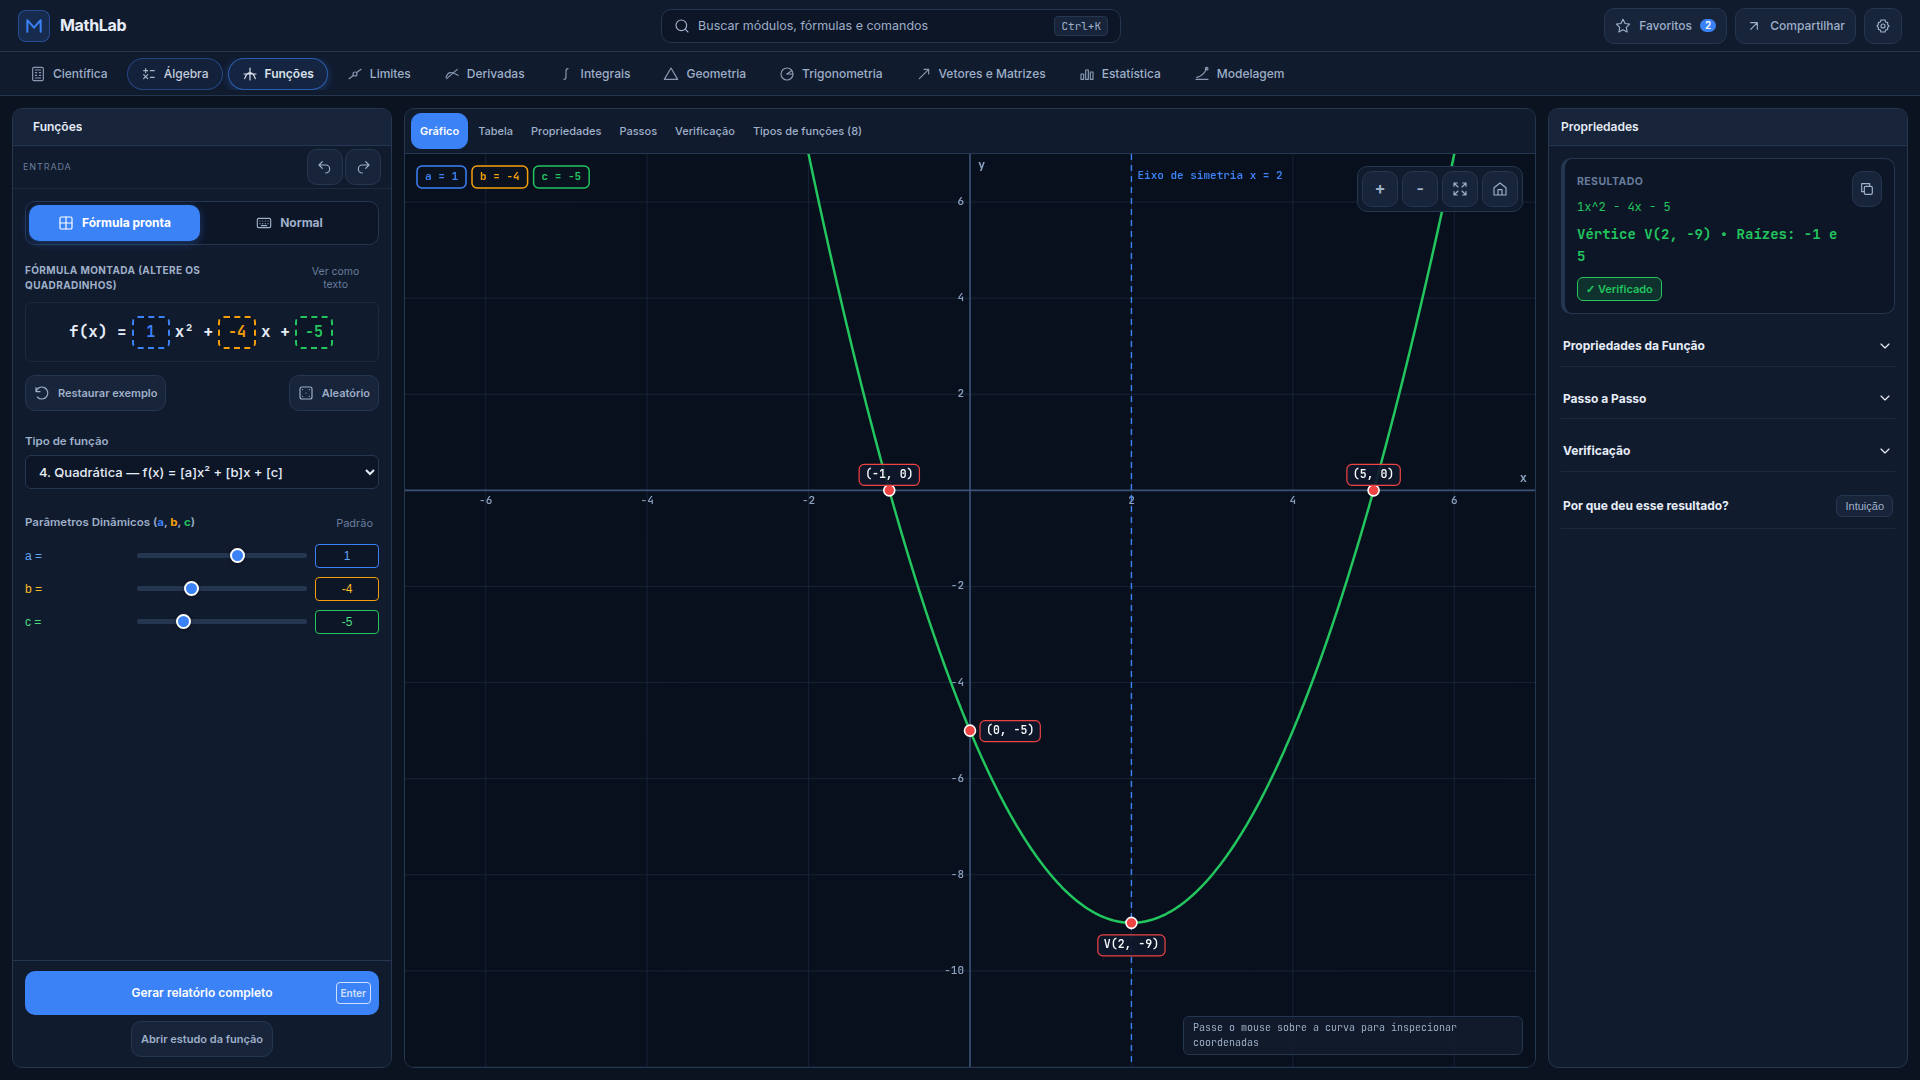 MathLab
Buscar módulos, fórmulas e comandos
Ctrl+K
Favoritos 2
Compartilhar
Científica
Álgebra
Funções
Limites
Derivadas
Integrais
Geometria
Trigonometria
Vetores e Matrizes
Estatística
Modelagem
Funções
ENTRADA
Fórmula pronta
Normal
FÓRMULA MONTADA (ALTERE OS
QUADRADINHOS)
Ver como
texto
f(x) = 1 x² + -4 x + -5
Restaurar exemplo
Aleatório
Tipo de função
4. Quadrática — f(x) = [a]x² + [b]x + [c]
Parâmetros Dinâmicos (a, b, c)
Padrão
a =
1
b =
-4
c =
-5
Gerar relatório completo
Enter
Abrir estudo da função
Gráfico
Tabela
Propriedades
Passos
Verificação
Tipos de funções (8)
a = 1
b = -4
c = -5
y
Eixo de simetria x = 2
+
-
6
4
2
(-1, 0)
(5, 0)
x
-6
-4
-2
2
4
6
-2
-4
(0, -5)
-6
-8
V(2, -9)
-10
Passe o mouse sobre a curva para inspecionar
coordenadas
Propriedades
RESULTADO
1x^2 - 4x - 5
Vértice V(2, -9) • Raízes: -1 e
5
✓ Verificado
Propriedades da Função
Passo a Passo
Verificação
Por que deu esse resultado?
Intuição